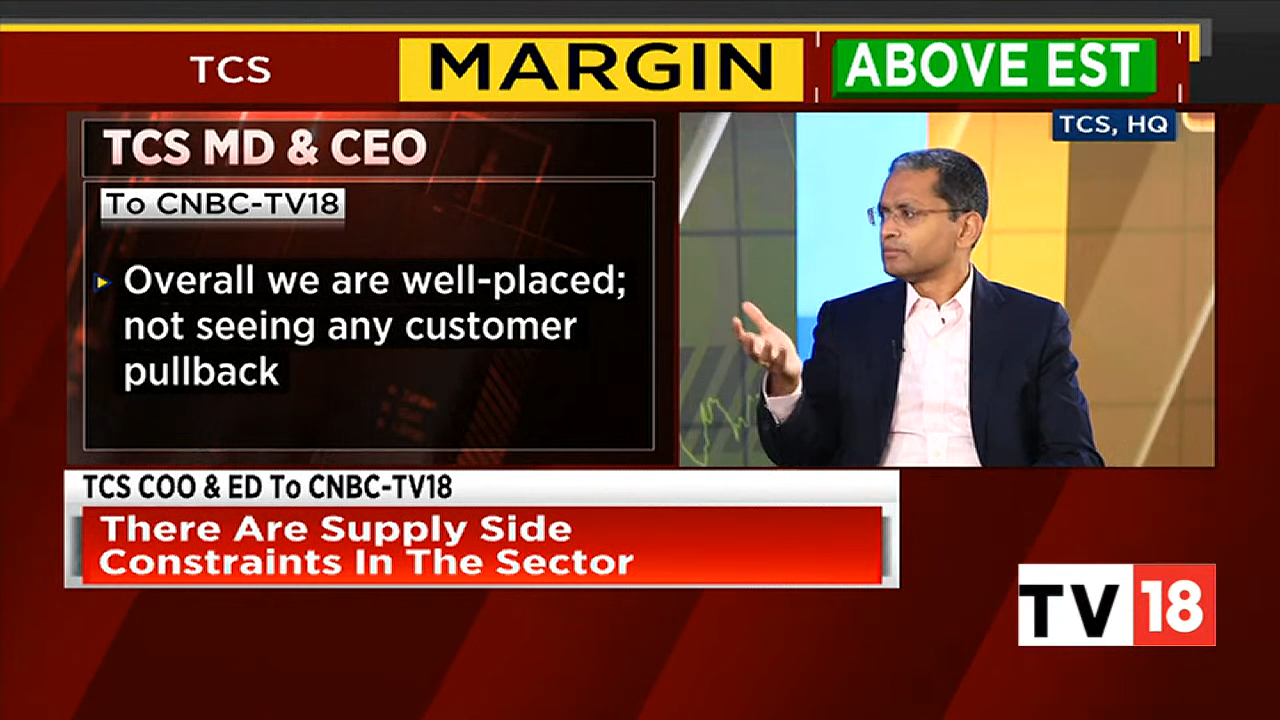 TCS MARGIN ABOVE EST
TCS, HQ
TCS MD & CEO
To CNBC-TV18
Overall we are well-placed;
not seeing any customer
pullback
TCS COO & ED To CNBC-TV18
There Are Supply Side
Constraints In The Sector
TV18